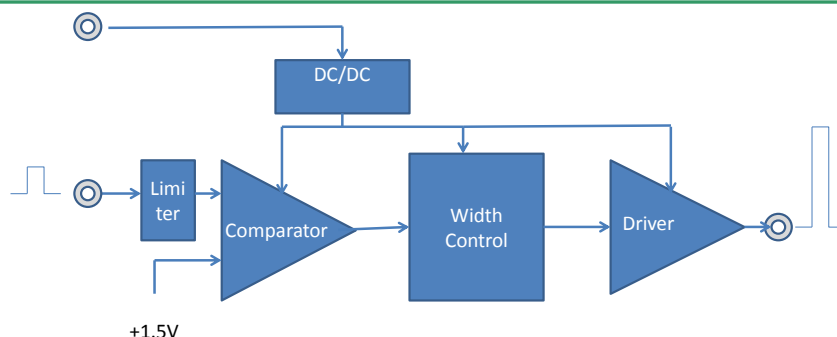 DC/DC
Limi
ter
Comparator
Width
Control
Driver
+1.5V